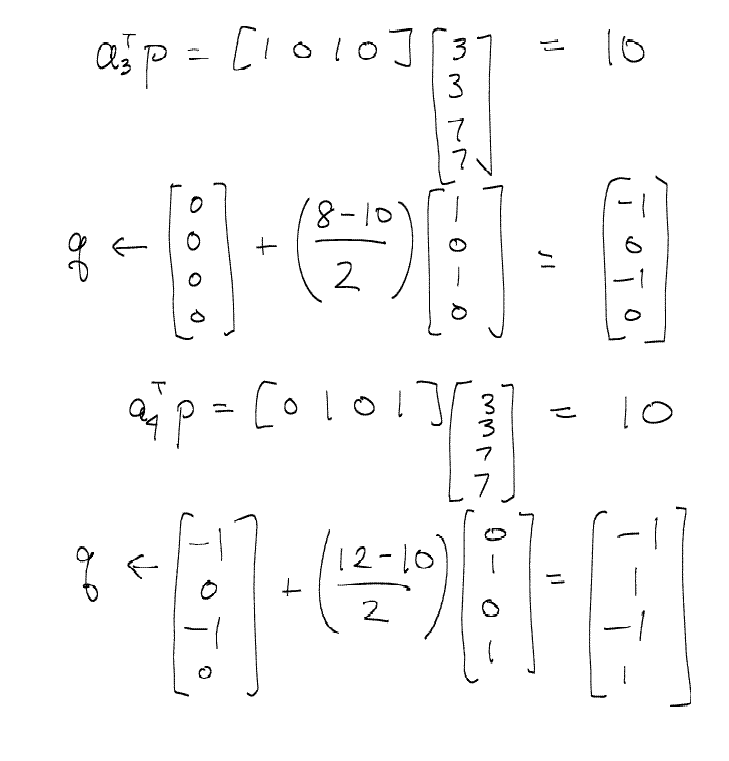 a₃ᵀp = [1 0 1 0] [3 3 7 7] = 10
q ← [0 0 0 0] + ((8-10)/2) [1 0 1 0] = [-1 0 -1 0]
a₄ᵀp = [0 1 0 1] [3 3 7 7] = 10
q ← [-1 0 -1 0] + ((12-10)/2) [0 1 0 1] = [-1 1 -1 1]